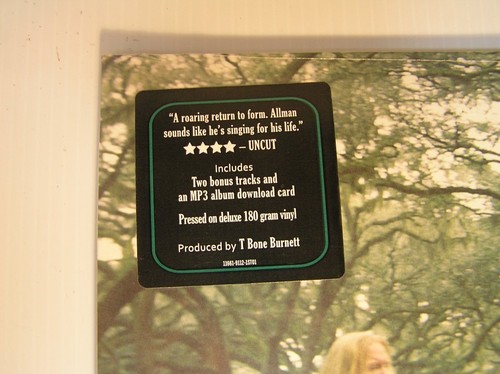 “A roaring return to form. Allman
sounds like he's singing for his life.”
– UNCUT
Includes
Two bonus tracks and
an MP3 album download card
Pressed on deluxe 180 gram vinyl
Produced by T Bone Burnett